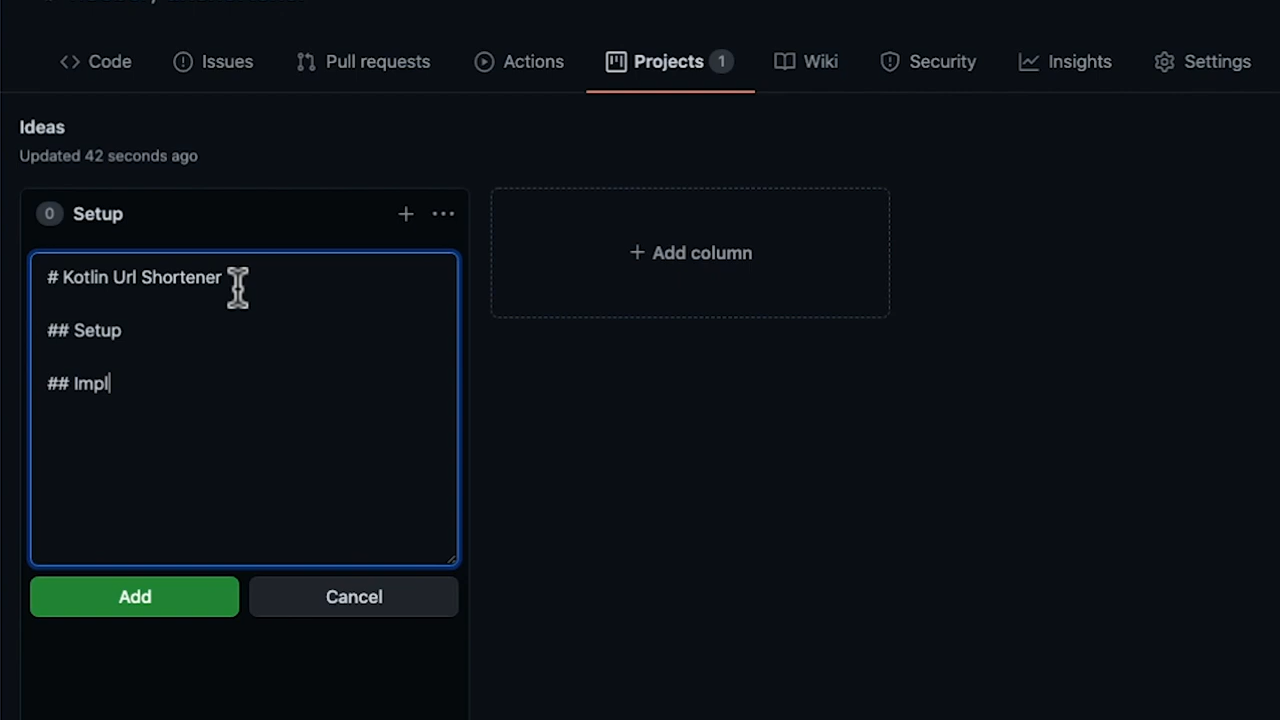 Code Issues Pull requests Actions Projects 1 Wiki Security Insights Settings
Ideas
Updated 42 seconds ago
0 Setup
+ Add column
# Kotlin Url Shortener
## Setup
## Impl
Add Cancel